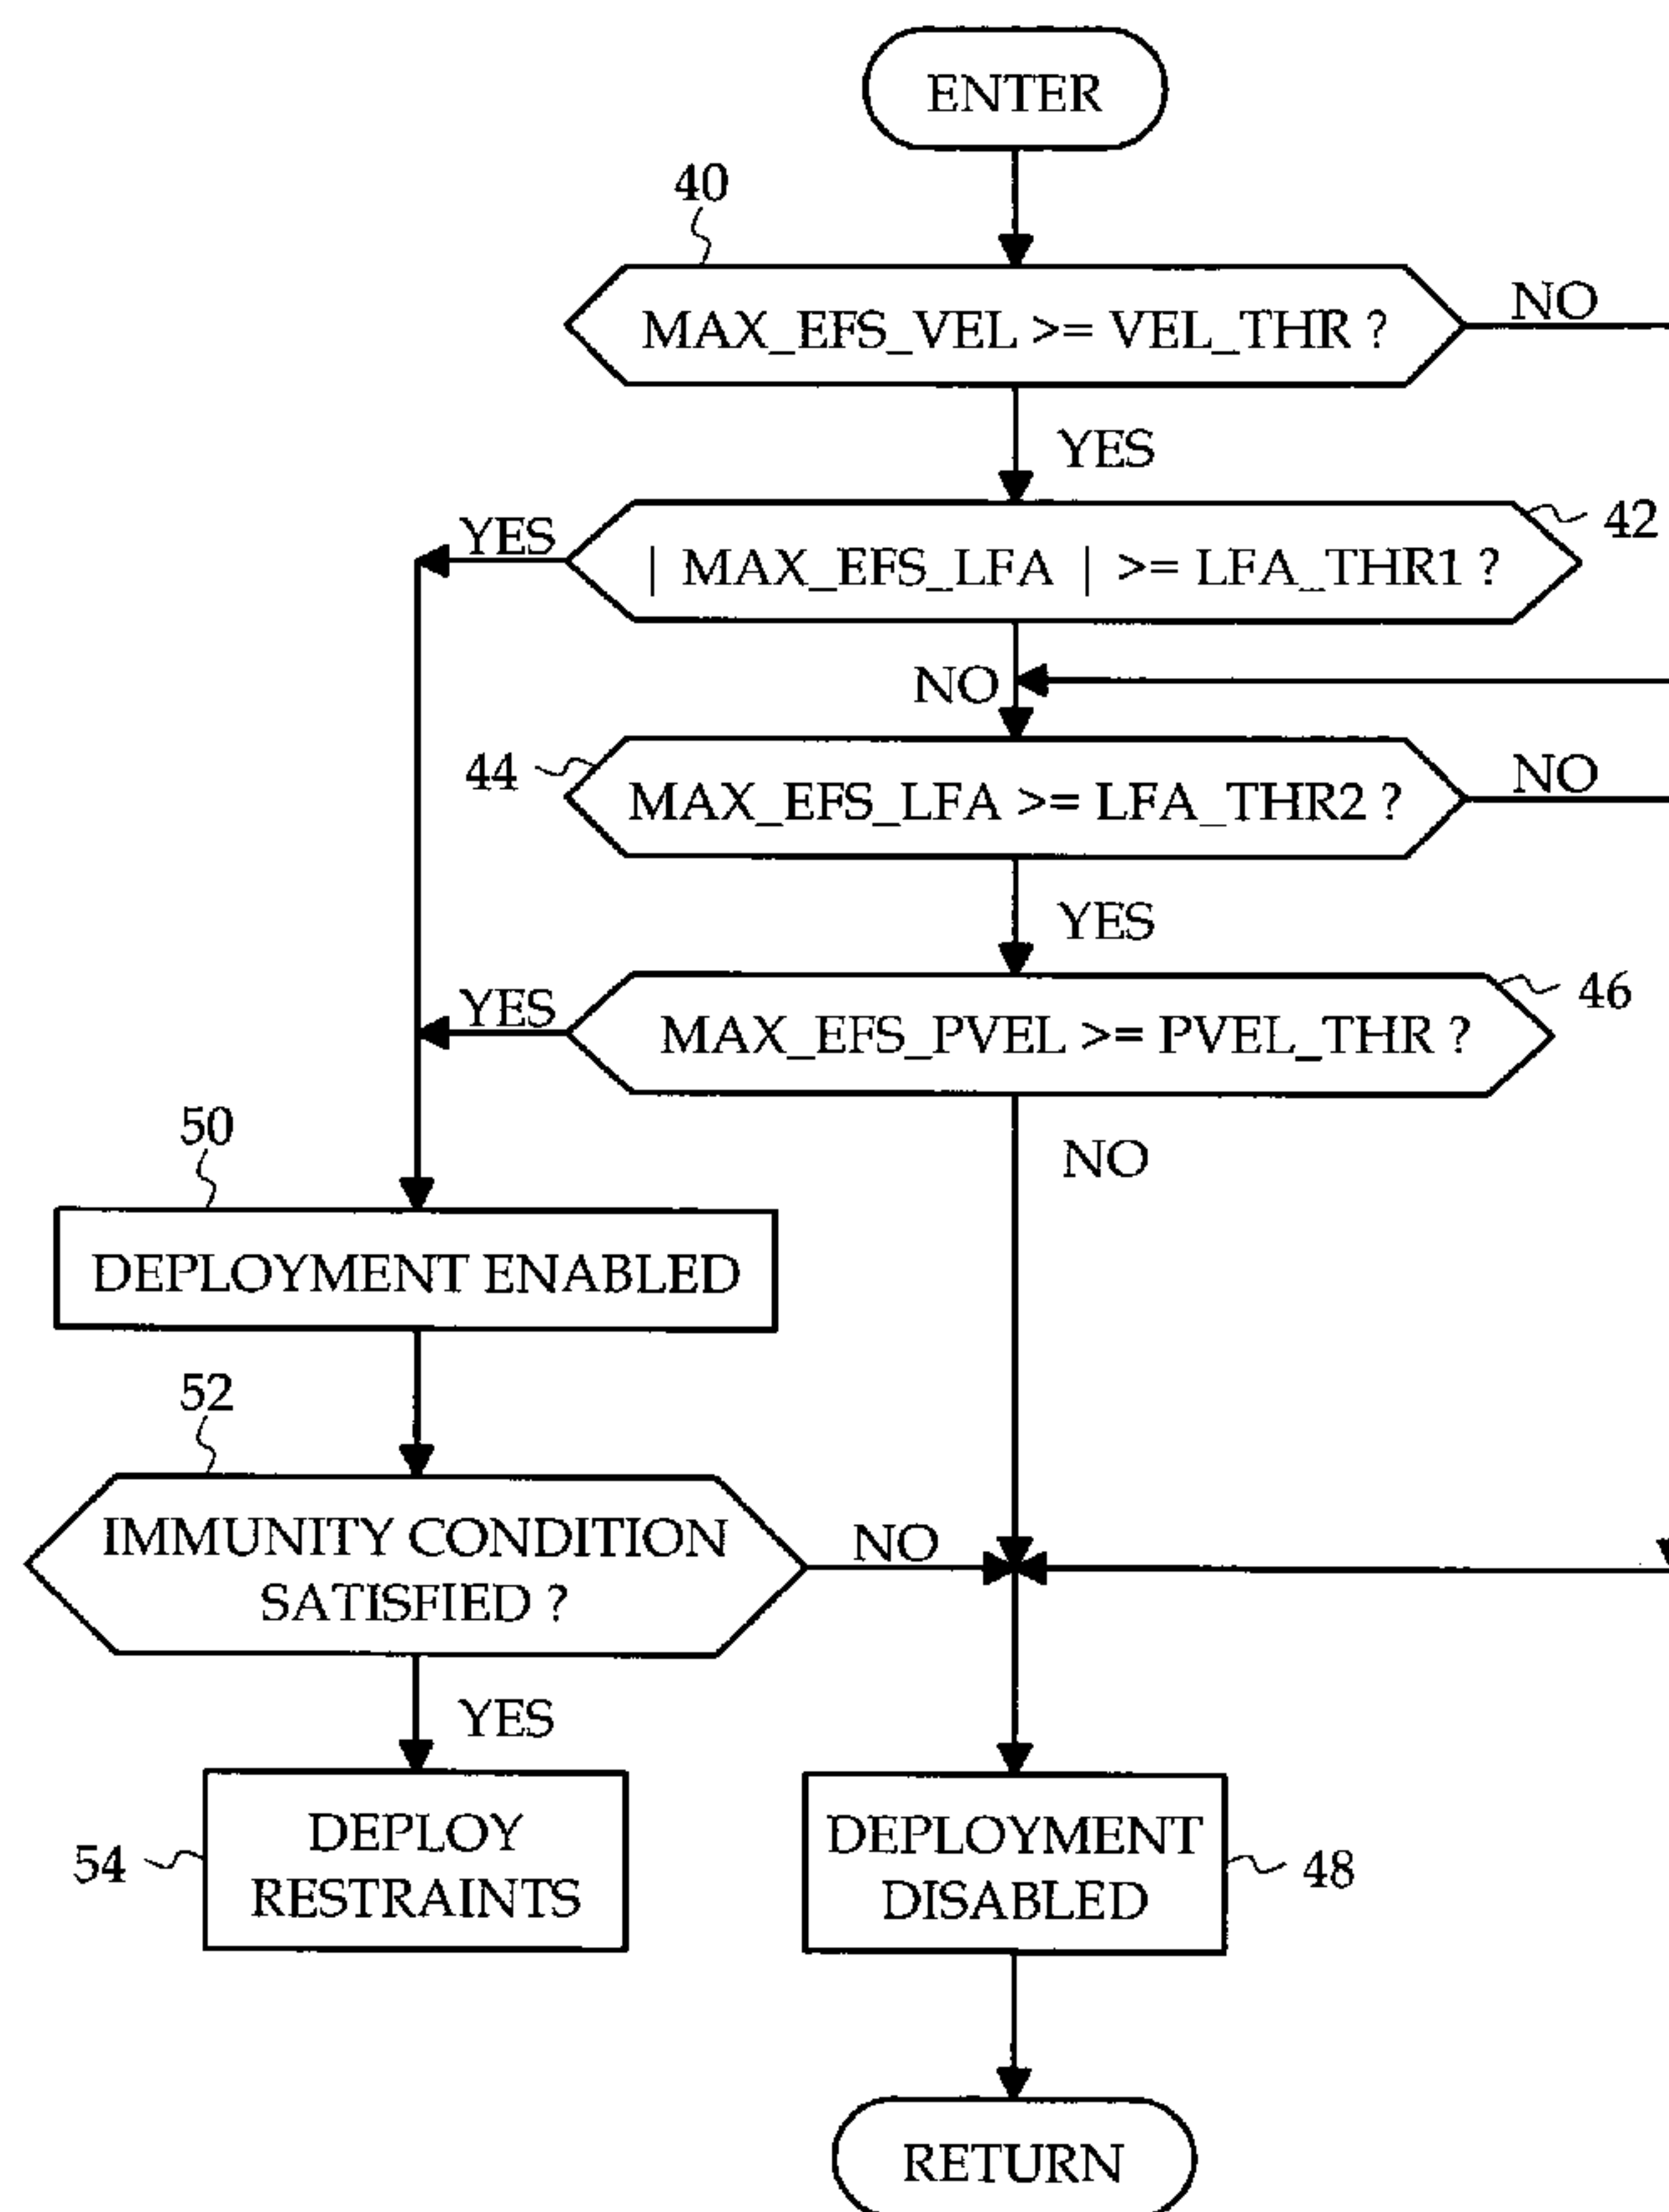 ENTER
40
MAX_EFS_VEL >= VEL_THR ?
NO
YES
42
YES
| MAX_EFS_LFA | >= LFA_THR1 ?
NO
44
MAX_EFS_LFA >= LFA_THR2 ?
NO
YES
46
YES
MAX_EFS_PVEL >= PVEL_THR ?
NO
50
DEPLOYMENT ENABLED
52
IMMUNITY CONDITION
SATISFIED ?
NO
YES
54
DEPLOY
RESTRAINTS
DEPLOYMENT
DISABLED
48
RETURN